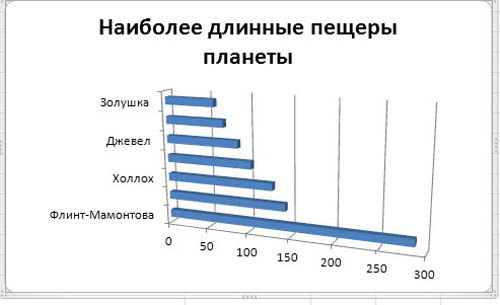 Наиболее длинные пещеры
планеты
Золушка
Джевел
Холлох
Флинт-Мамонтова
0 50 100 150 200 250 300